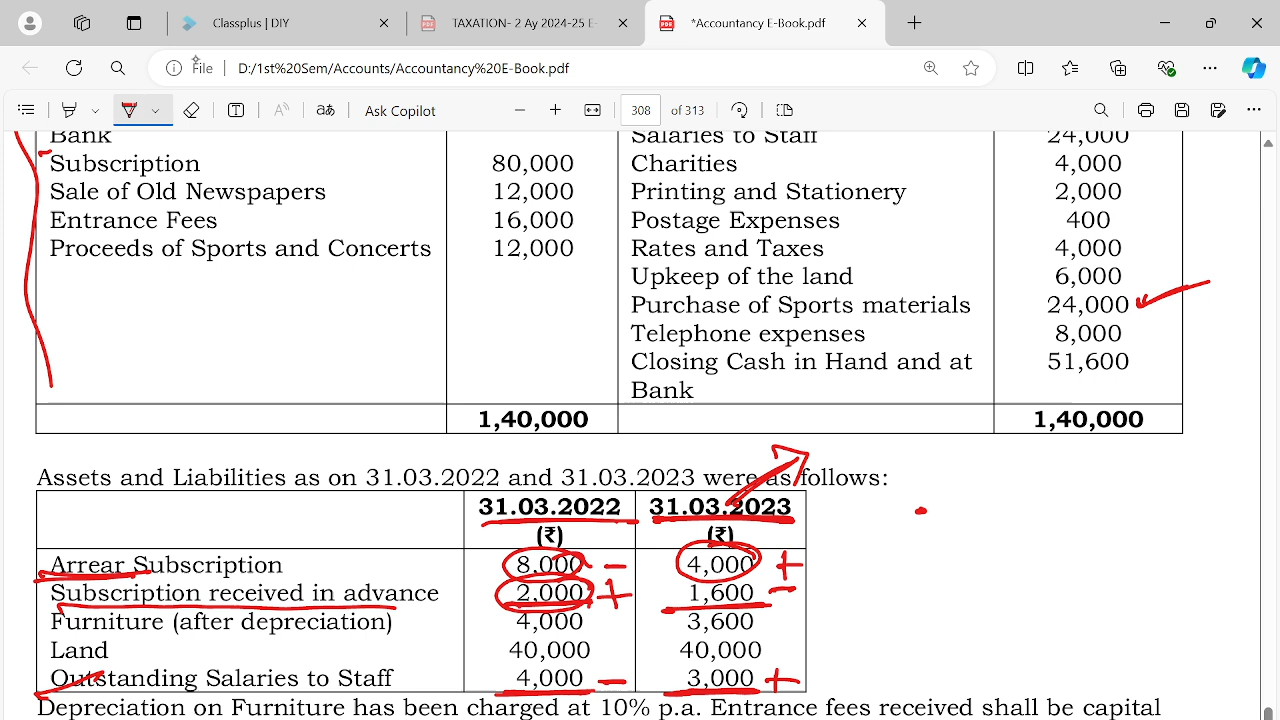 Classplus | DIY
TAXATION- 2 Ay 2024-25 E-
*Accountancy E-Book.pdf
File
D:/1st%20Sem/Accounts/Accountancy%20E-Book.pdf
Ask Copilot
308 of 313
Bank Salaries to Staff 24,000
Subscription 80,000 Charities 4,000
Sale of Old Newspapers 12,000 Printing and Stationery 2,000
Entrance Fees 16,000 Postage Expenses 400
Proceeds of Sports and Concerts 12,000 Rates and Taxes 4,000
Upkeep of the land 6,000
Purchase of Sports materials 24,000
Telephone expenses 8,000
Closing Cash in Hand and at 51,600
Bank
1,40,000 1,40,000
Assets and Liabilities as on 31.03.2022 and 31.03.2023 were as follows:
31.03.2022 31.03.2023
(₹) (₹)
Arrear Subscription 8,000 - 4,000 +
Subscription received in advance 2,000 + 1,600 -
Furniture (after depreciation) 4,000 3,600
Land 40,000 40,000
Outstanding Salaries to Staff 4,000 - 3,000 +
Depreciation on Furniture has been charged at 10% p.a. Entrance fees received shall be capital